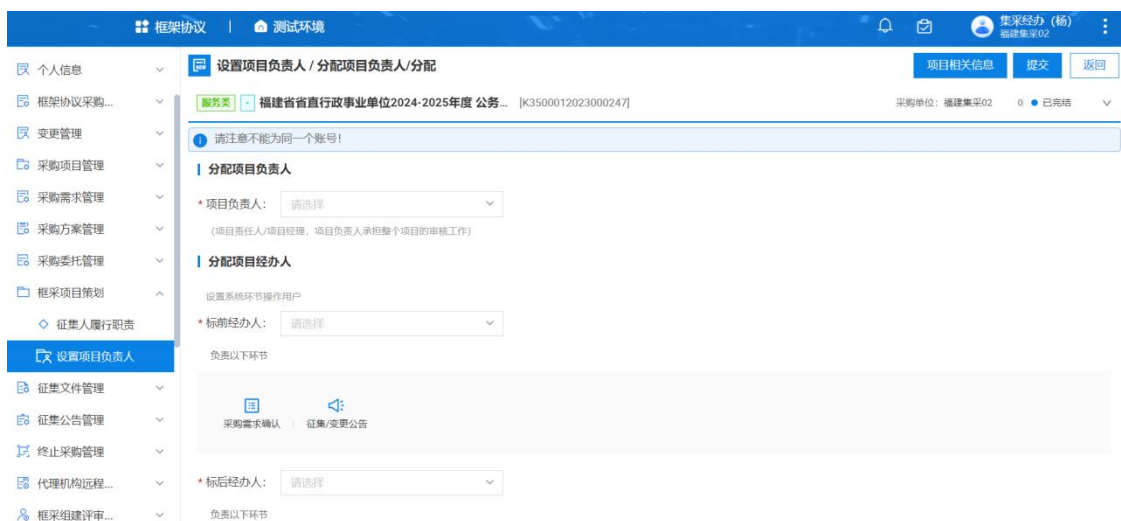 框架协议 | 测试环境
集采经办（杨）
福建集采02
个人信息
框架协议采购...
变更管理
采购项目管理
采购需求管理
采购方案管理
采购委托管理
框采项目策划
征集人履行职责
设置项目负责人
征集文件管理
征集公告管理
终止采购管理
代理机构远程...
框采组建评审...
设置项目负责人 / 分配项目负责人/分配
项目相关信息 提交 返回
服务类 - 福建省省直行政事业单位2024-2025年度 公务... [K3500012023000247]
采购单位：福建集采02 0 已完结
请注意不能为同一个账号！
分配项目负责人
* 项目负责人： 请选择
（项目责任人/项目经理，项目负责人承担整个项目的审核工作）
分配项目经办人
设置系统环节操作用户
* 标前经办人： 请选择
负责以下环节
采购需求确认 征集/变更公告
* 标后经办人： 请选择
负责以下环节